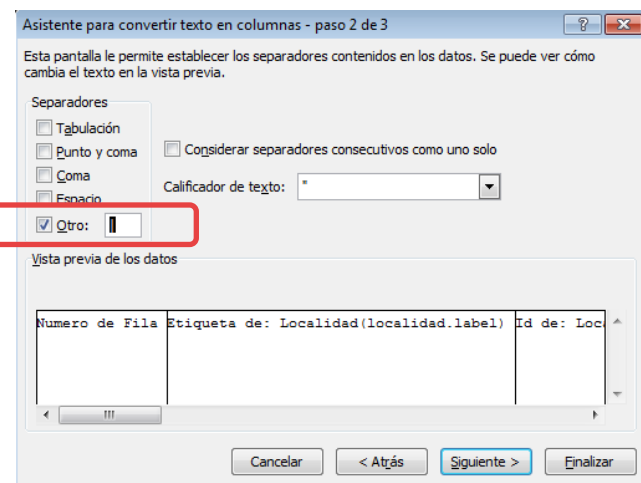 Asistente para convertir texto en columnas - paso 2 de 3
Esta pantalla le permite establecer los separadores contenidos en los datos. Se puede ver cómo
cambia el texto en la vista previa.
Separadores
Tabulación
Punto y coma
Coma
Espacio
Otro: |
Considerar separadores consecutivos como uno solo
Calificador de texto: "
Vista previa de los datos
Numero de Fila Etiqueta de: Localidad(localidad.label) Id de:
Cancelar < Atrás Siguiente > Finalizar